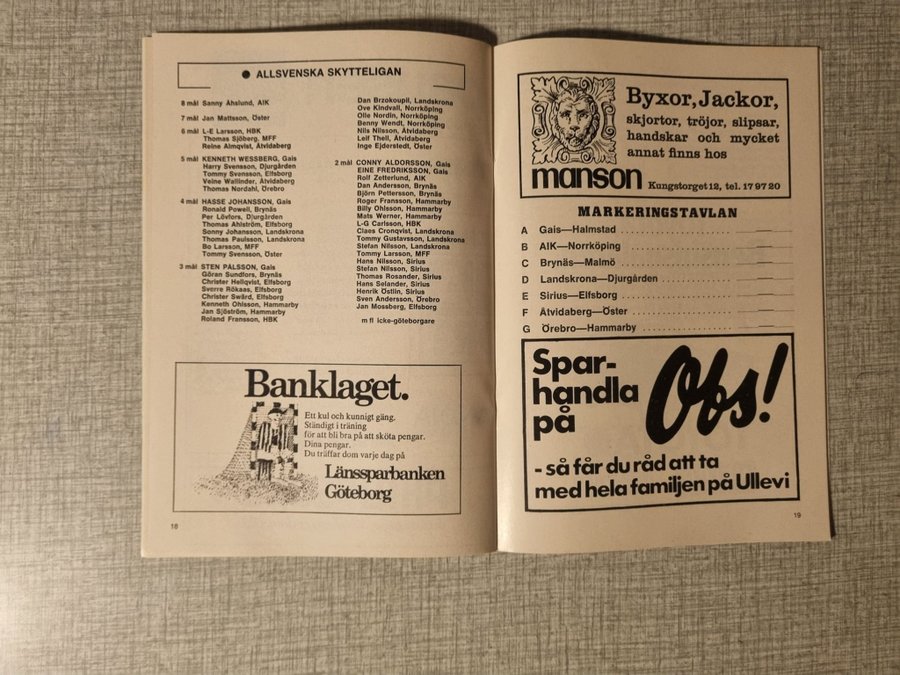 ● ALLSVENSKA SKYTTELIGAN
8 mål Sanny Åhslund, AIK
7 mål Jan Mattsson, Öster
6 mål L-E Larsson, HBK
Thomas Sjöberg, MFF
Reine Almqvist, Åtvidaberg
5 mål KENNETH WESSBERG, Gais
Harry Svensson, Djurgården
Tommy Svensson, Elfsborg
Veine Wallinder, Åtvidaberg
Thomas Nordahl, Örebro
4 mål HASSE JOHANSSON, Gais
Ronald Powell, Brynäs
Per Lövfors, Djurgården
Thomas Ahlström, Elfsborg
Sonny Johansson, Landskrona
Thomas Paulsson, Landskrona
Bo Larsson, MFF
Tommy Svensson, Öster
3 mål STEN PÅLSSON, Gais
Göran Sundfors, Brynäs
Christer Hellqvist, Elfsborg
Sverre Rökaas, Elfsborg
Christer Swärd, Elfsborg
Kenneth Ohlsson, Hammarby
Jan Sjöström, Hammarby
Roland Fransson, HBK
Dan Brzokoupil, Landskrona
Ove Kindvall, Norrköping
Olle Nordin, Norrköping
Benny Wendt, Norrköping
Nils Nilsson, Åtvidaberg
Leif Thell, Åtvidaberg
Inge Ejderstedt, Öster
2 mål CONNY ALDORSSON, Gais
EINE FREDRIKSSON, Gais
Rolf Zetterlund, AIK
Dan Andersson, Brynäs
Björn Pettersson, Brynäs
Roger Fransson, Hammarby
Billy Ohlsson, Hammarby
Mats Werner, Hammarby
L-G Carlsson, HBK
Claes Cronqvist, Landskrona
Tommy Gustavsson, Landskrona
Stefan Nilsson, Landskrona
Tommy Larsson, MFF
Hans Nilsson, Sirius
Stefan Nilsson, Sirius
Thomas Rosander, Sirius
Hans Selander, Sirius
Henrik Östlin, Sirius
Sven Andersson, Örebro
Jan Mossberg, Elfsborg
m fl icke-göteborgare
Banklaget.
Ett kul och kunnigt gäng.
Ständigt i träning
för att bli bra på att sköta pengar.
Dina pengar.
Du träffar dom varje dag på
Länssparbanken
Göteborg
18
Byxor, Jackor,
skjortor, tröjor, slipsar,
handskar och mycket
annat finns hos
manson Kungstorget 12, tel. 17 97 20
MARKERINGSTAVLAN
A Gais—Halmstad
B AIK—Norrköping
C Brynäs—Malmö
D Landskrona—Djurgården
E Sirius—Elfsborg
F Åtvidaberg—Öster
G Örebro—Hammarby
Spar-
handla
på
Obs!
- så får du råd att ta
med hela familjen på Ullevi
19